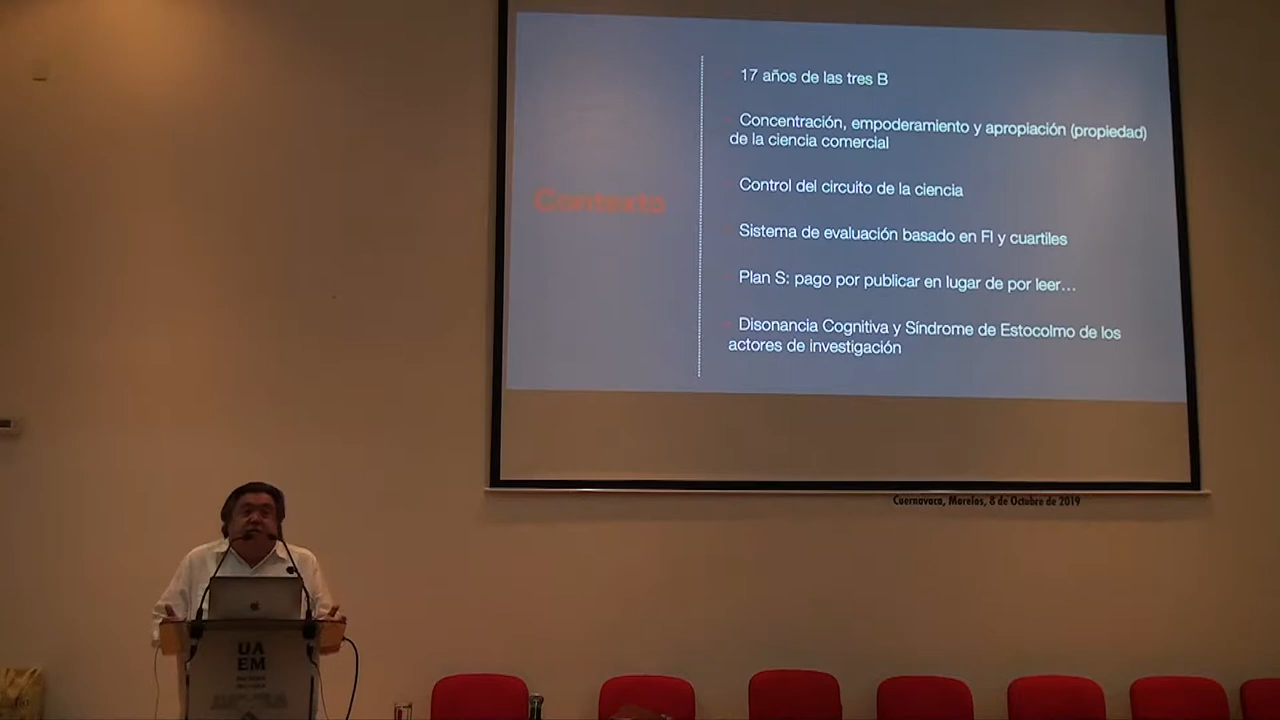 17 años de las tres B
Concentración, empoderamiento y apropiación (propiedad)
de la ciencia comercial
Contexto
Control del circuito de la ciencia
Sistema de evaluación basado en FI y cuartiles
Plan S: pago por publicar en lugar de por leer...
Disonancia Cognitiva y Síndrome de Estocolmo de los
actores de investigación
Cuernavaca, Morelos, 8 de Octubre de 2019
UA
EM